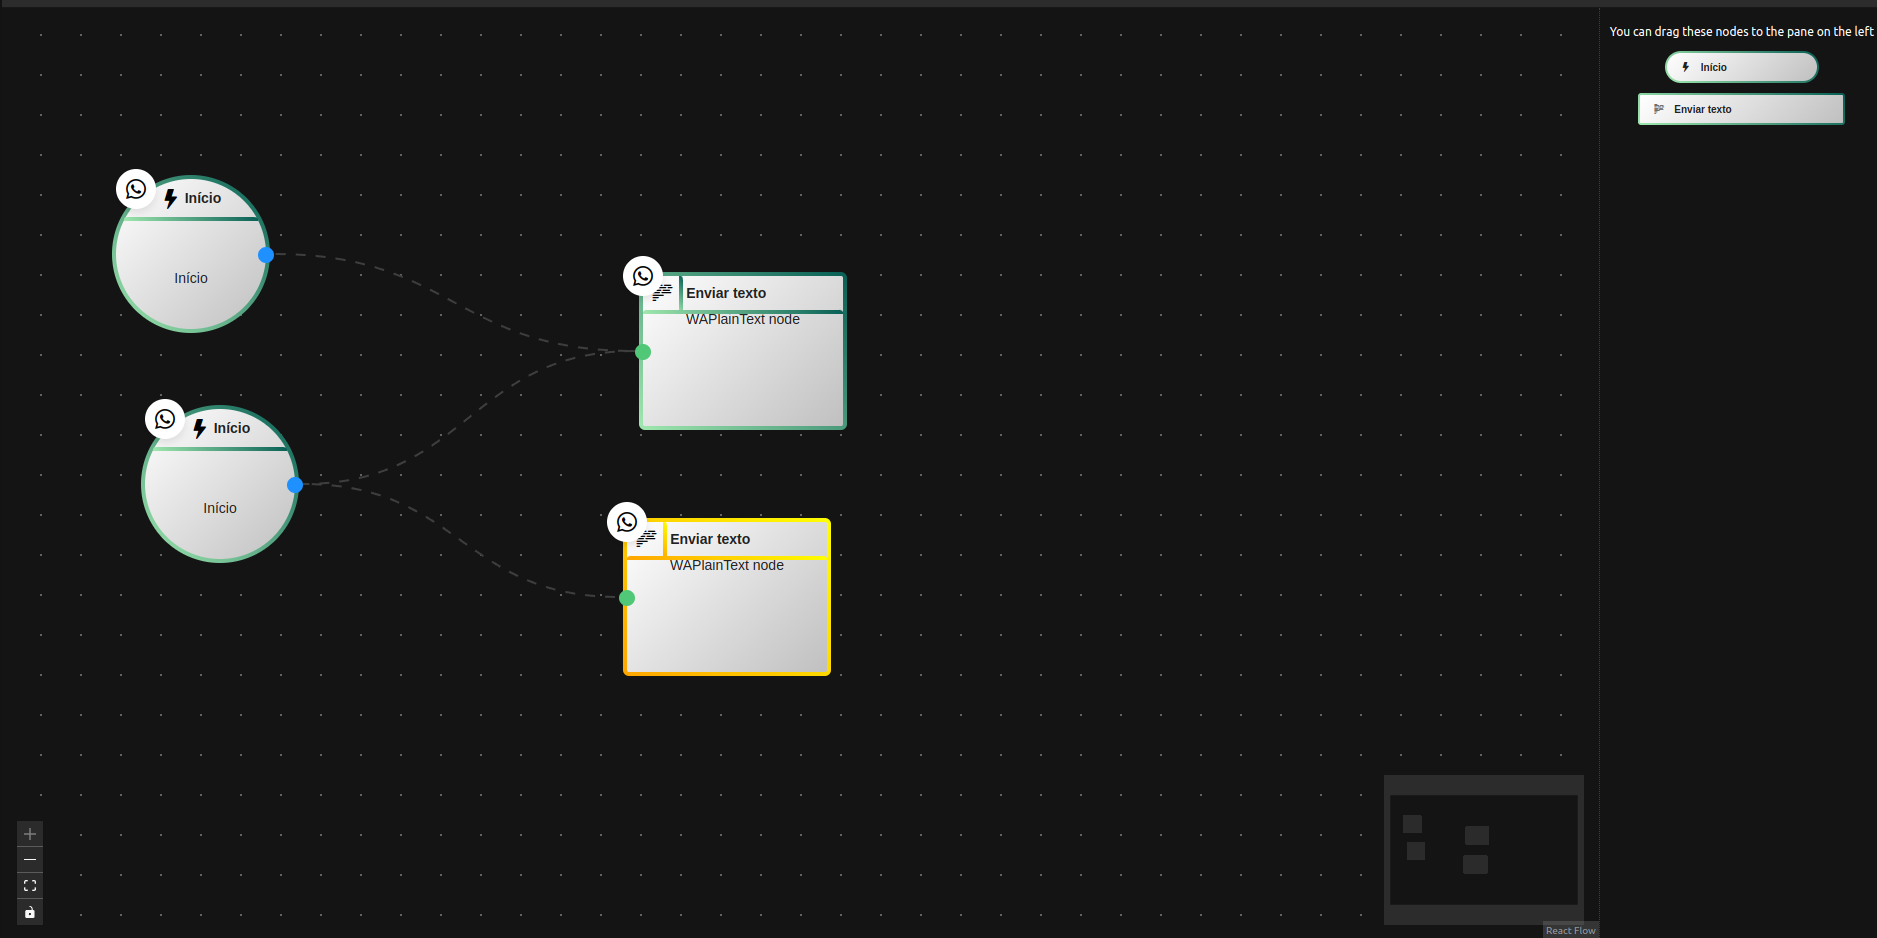 You can drag these nodes to the pane on the left
Início
Enviar texto
Início
Início
Enviar texto
WAPlainText node
Início
Início
Enviar texto
WAPlainText node
React Flow